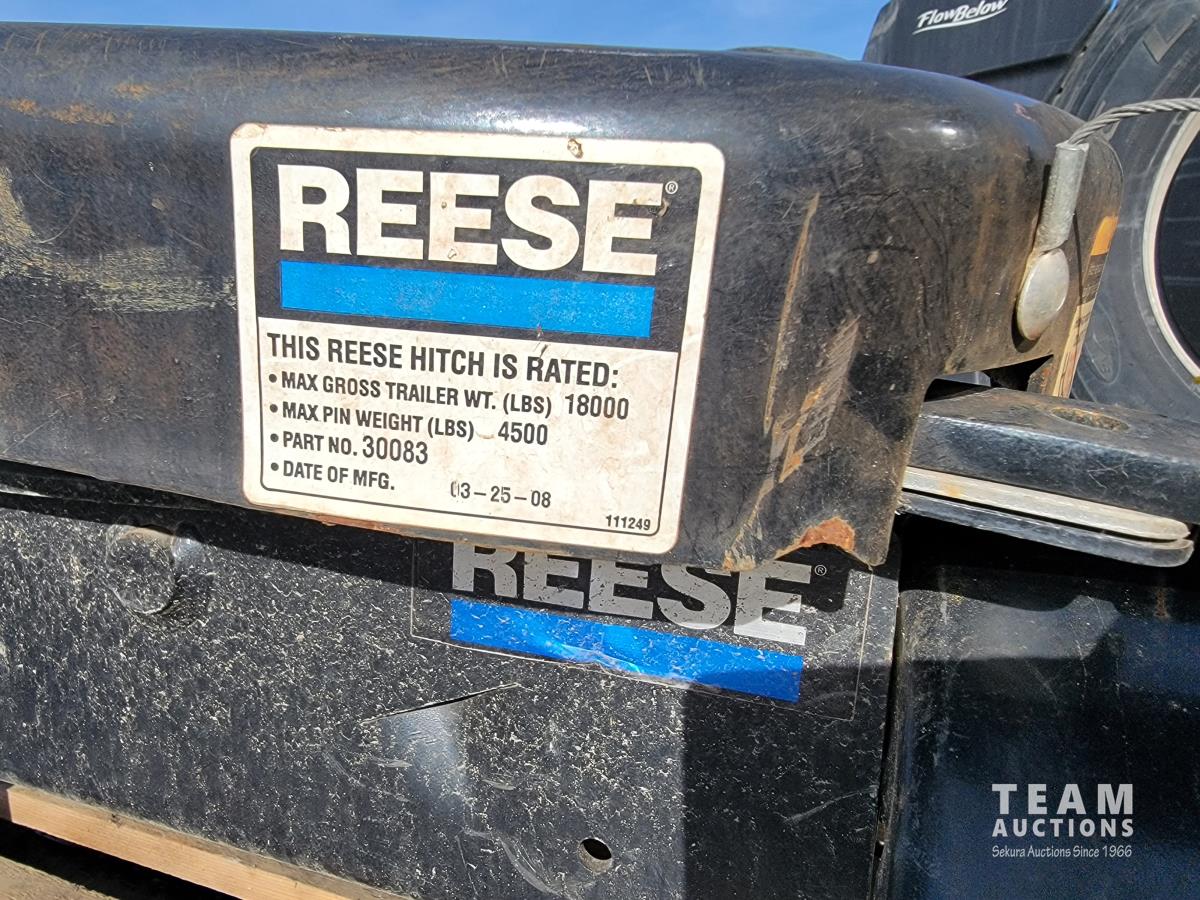 FlowBelow
REESE®
THIS REESE HITCH IS RATED:
• MAX GROSS TRAILER WT. (LBS) 18000
• MAX PIN WEIGHT (LBS) 4500
• PART NO. 30083
• DATE OF MFG. 03-25-08
111249
REESE®
TEAM
AUCTIONS
Sekura Auctions Since 1966